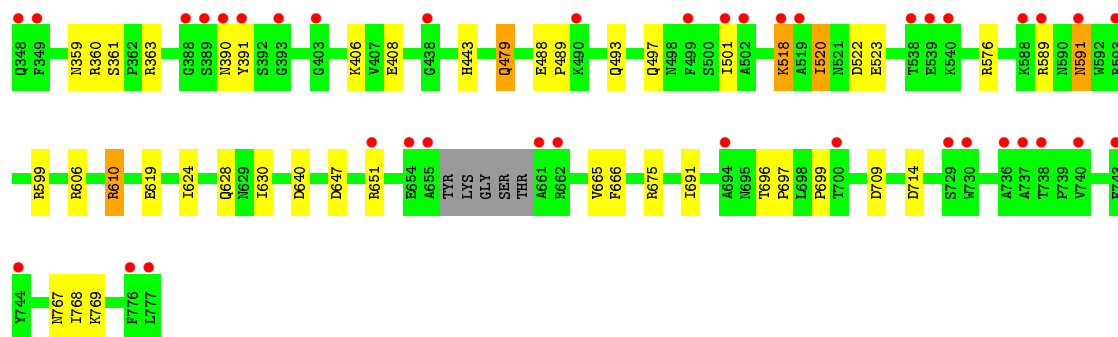 Q348 F349 N359 R360 S361 P362 R363 G388 S389 N390 Y391 S392 G393 G403 K406 V407 E408 G438 H443 Q479 E488 P489 K490 Q493 Q497 N498 F499 S500 I501 A502 K518 A519 I520 N521 D522 E523 T538 E539 K540 R576 K588 R589 N590 N591 W592
R599 R606 R610 E619 I624 Q628 N629 I630 D640 D647 R651 E654 A655 TYR LYS GLY SER THR A661 R662 V665 F666 R675 I691 A694 N695 T696 P697 L698 P699 T700 D709 D714 S729 W730 A736 A737 T738 P739 V740
Y744 N767 I768 K769 F776 L777